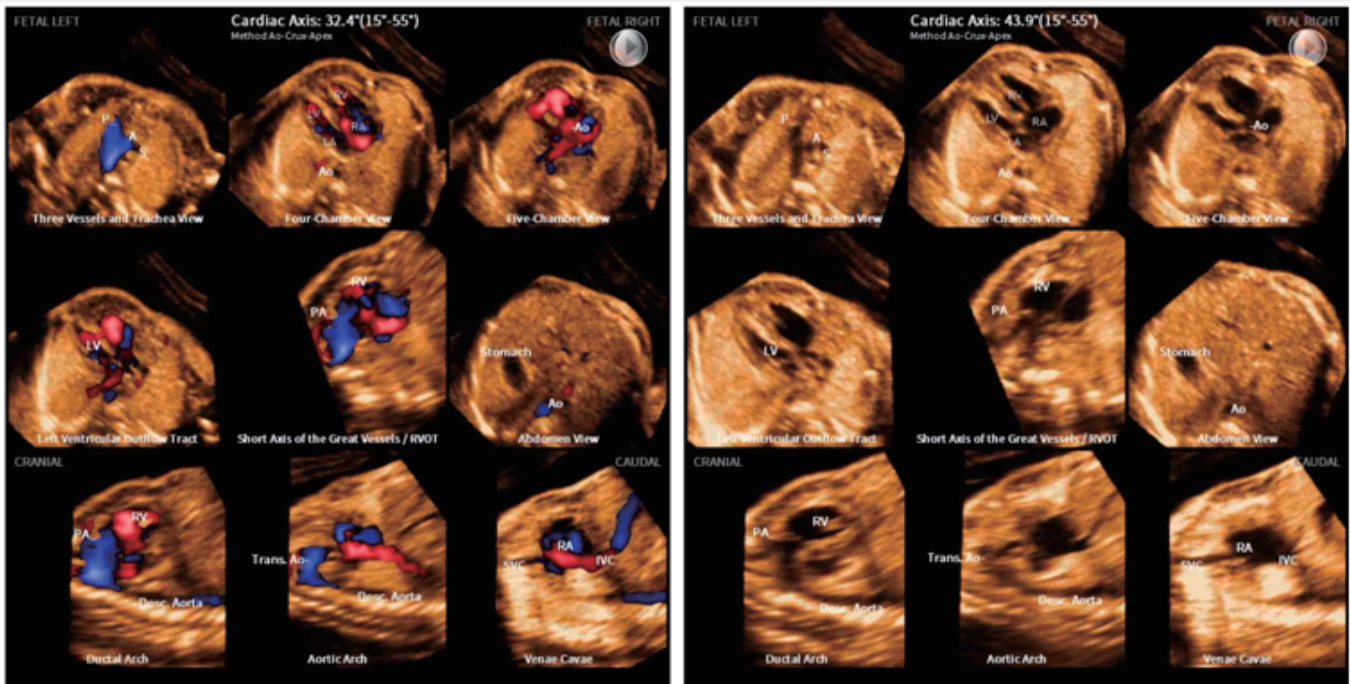 FETAL LEFT
Cardiac Axis: 32.4°(15°-55°)
FETAL RIGHT
Method Ao-Crux-Apex
P
A
S
Three Vessels and Trachea View
RV
LV
RA
LA
Ao
Four-Chamber View
Ao
Five-Chamber View
LV
Left Ventricular Outflow Tract
RV
PA
Short Axis of the Great Vessels / RVOT
Stomach
Ao
Abdomen View
CRANIAL
CAUDAL
RV
PA
Desc. Aorta
Ductal Arch
Trans. Ao
Desc. Aorta
Aortic Arch
RA
SVC
IVC
Venae Cavae
FETAL LEFT
Cardiac Axis: 43.9°(15°-55°)
FETAL RIGHT
Method Ao-Crux-Apex
P
A
S
Three Vessels and Trachea View
RV
LV
RA
LA
Ao
Four-Chamber View
Ao
Five-Chamber View
LV
Left Ventricular Outflow Tract
RV
PA
Short Axis of the Great Vessels / RVOT
Stomach
Ao
Abdomen View
CRANIAL
CAUDAL
RV
PA
Desc. Aorta
Ductal Arch
Trans. Ao
Desc. Aorta
Aortic Arch
RA
SVC
IVC
Venae Cavae